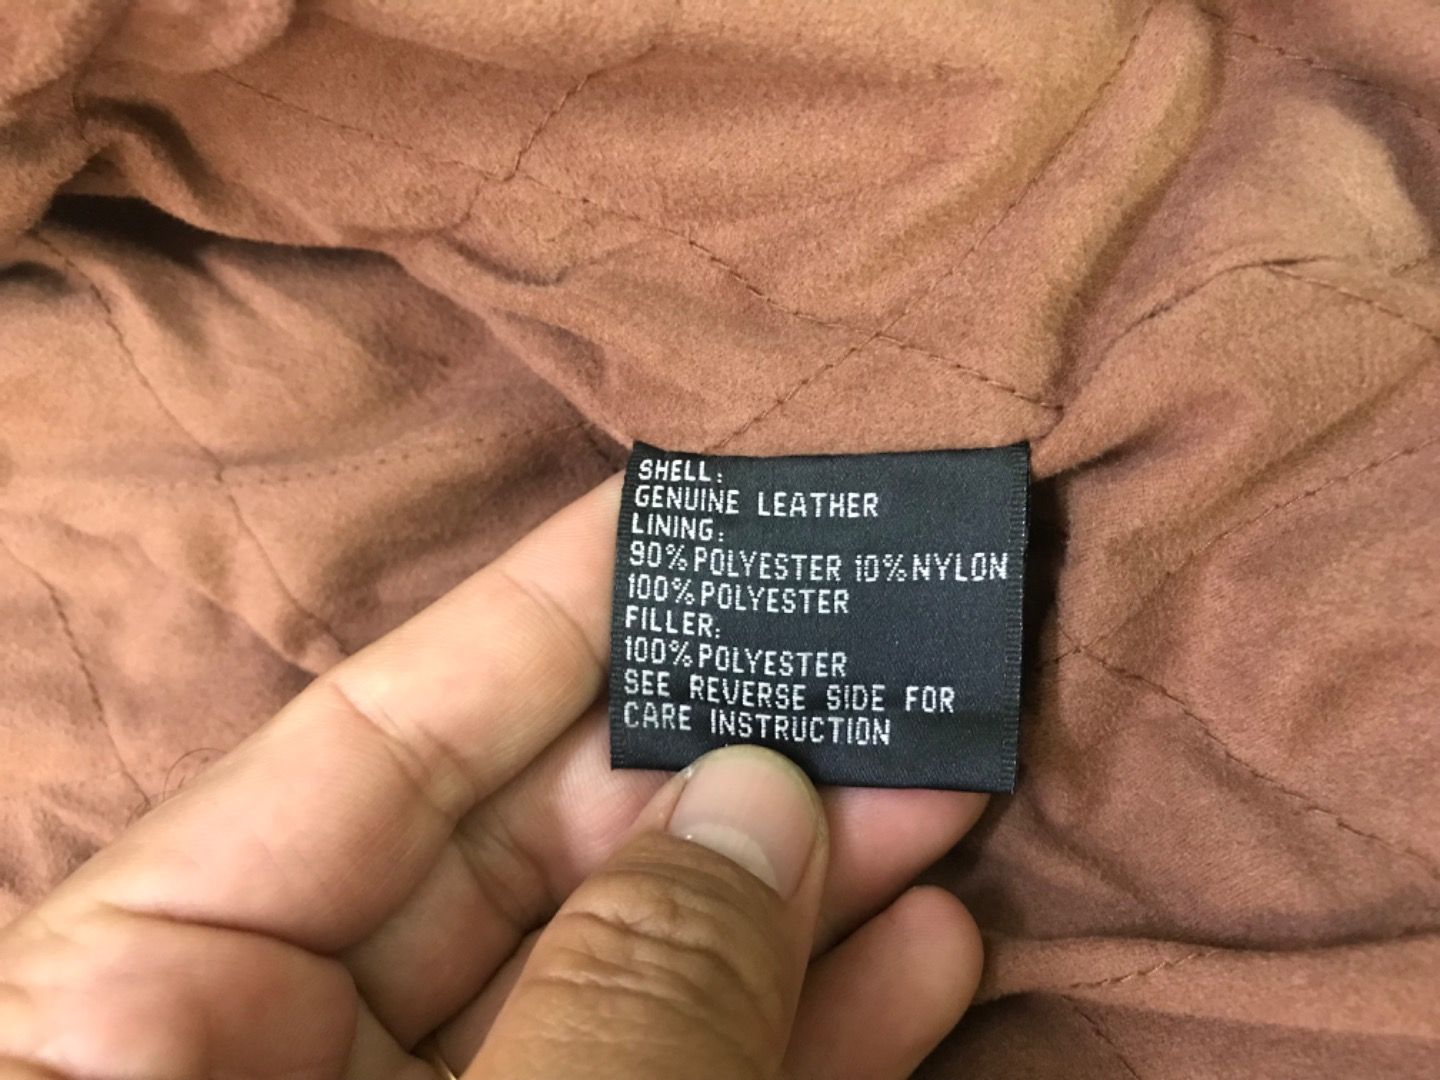 SHELL:
GENUINE LEATHER
LINING:
90% POLYESTER 10% NYLON
100% POLYESTER
FILLER:
100% POLYESTER
SEE REVERSE SIDE FOR
CARE INSTRUCTION